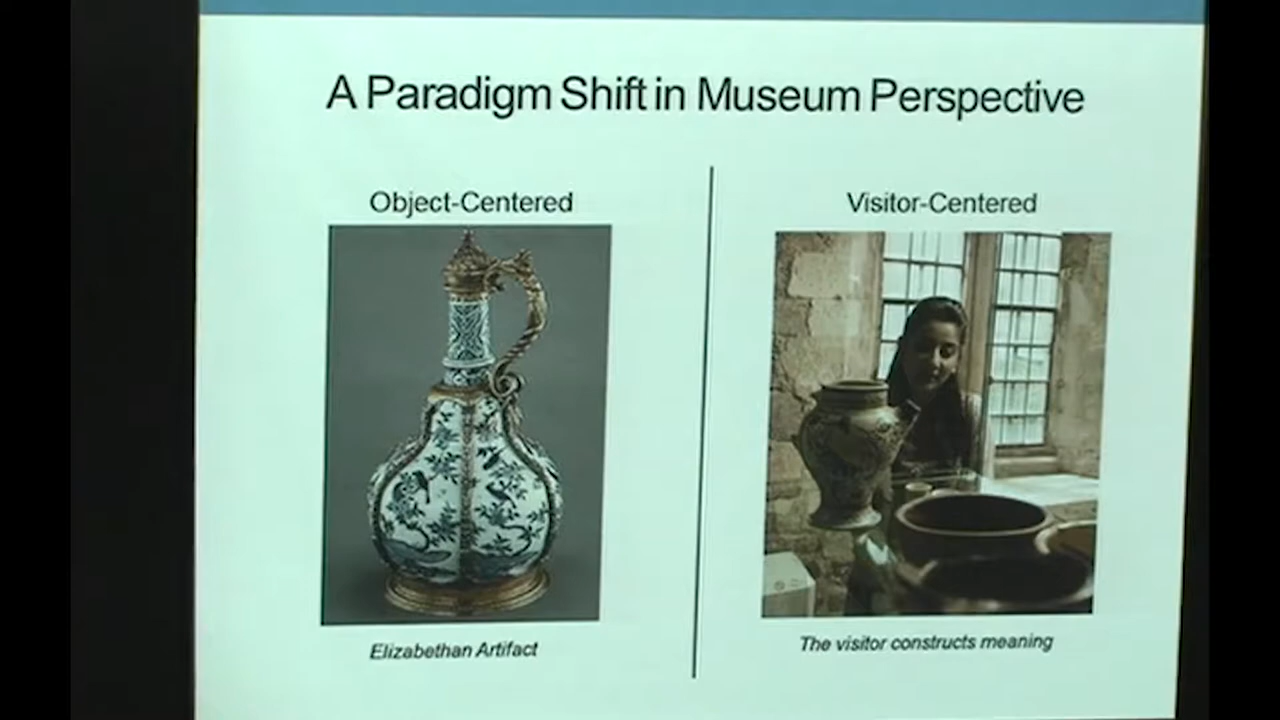 A Paradigm Shift in Museum Perspective
Object-Centered
Visitor-Centered
Elizabethan Artifact
The visitor constructs meaning